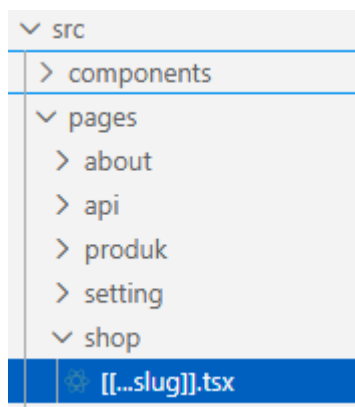 src
components
pages
about
api
produk
setting
shop
[[...slug]].tsx